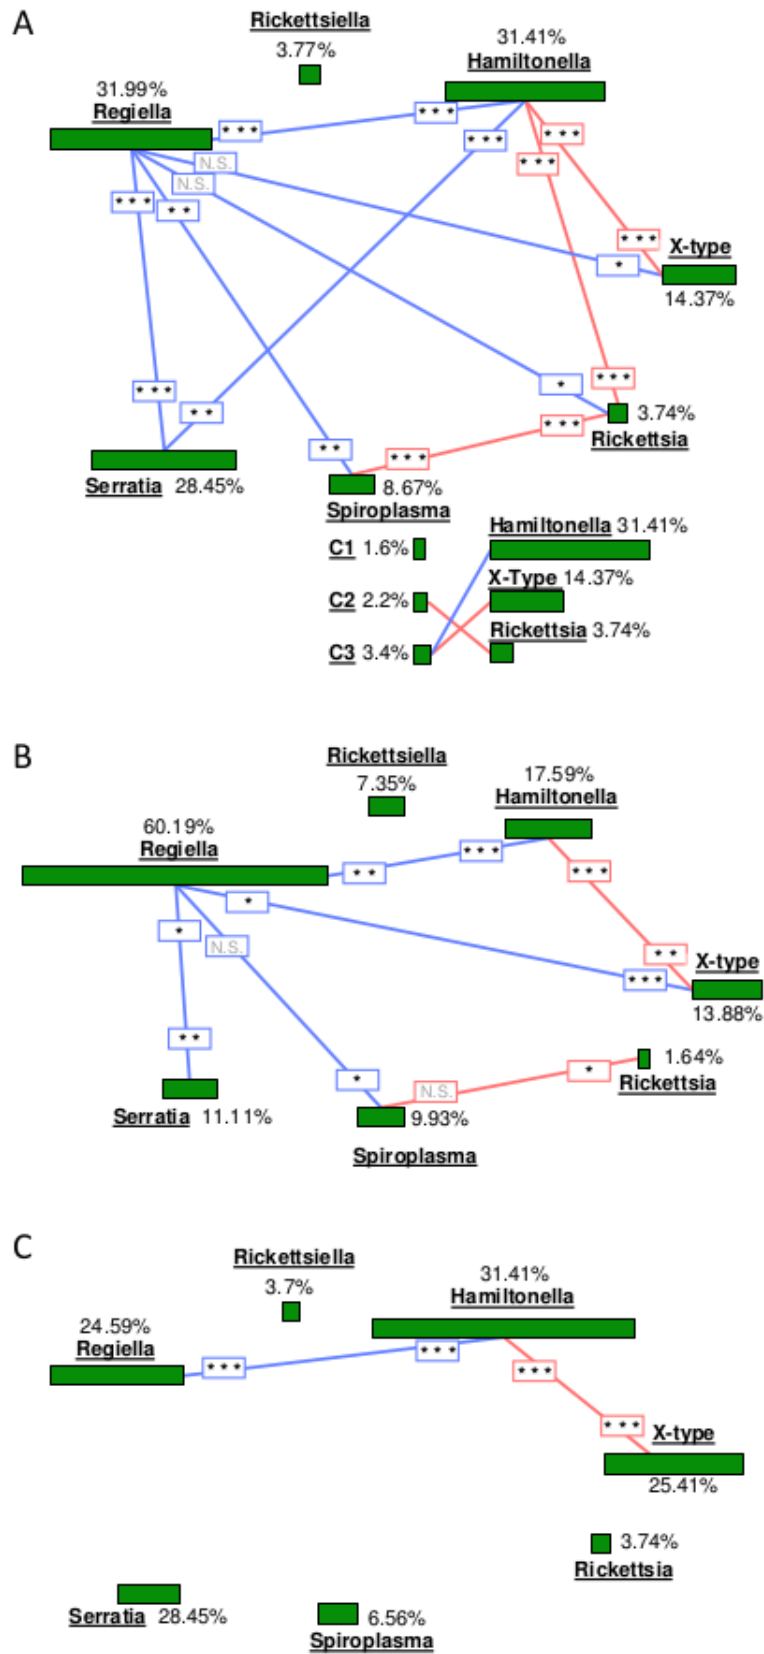 A
Rickettsiella
3.77%
31.41%
Hamiltonella
31.99%
Regiella
* * *
* * *
* * *
* * *
* * *
N.S.
N.S.
* * *
* *
* * *
*
X-type
14.37%
* * *
* *
*
* * *
3.74%
Rickettsia
* * *
* *
* * *
Serratia 28.45%
8.67%
Spiroplasma
Hamiltonella 31.41%
C1 1.6%
X-Type 14.37%
C2 2.2%
Rickettsia 3.74%
C3 3.4%
B
Rickettsiella
7.35%
17.59%
Hamiltonella
60.19%
Regiella
* *
* * *
* * *
*
*
N.S.
* *
* * *
X-type
13.88%
* *
*
*
N.S.
1.64%
Rickettsia
Serratia 11.11%
9.93%
Spiroplasma
C
Rickettsiella
3.7%
31.41%
Hamiltonella
24.59%
Regiella
* * *
* * *
* * *
* * *
X-type
25.41%
3.74%
Rickettsia
Serratia 28.45%
6.56%
Spiroplasma